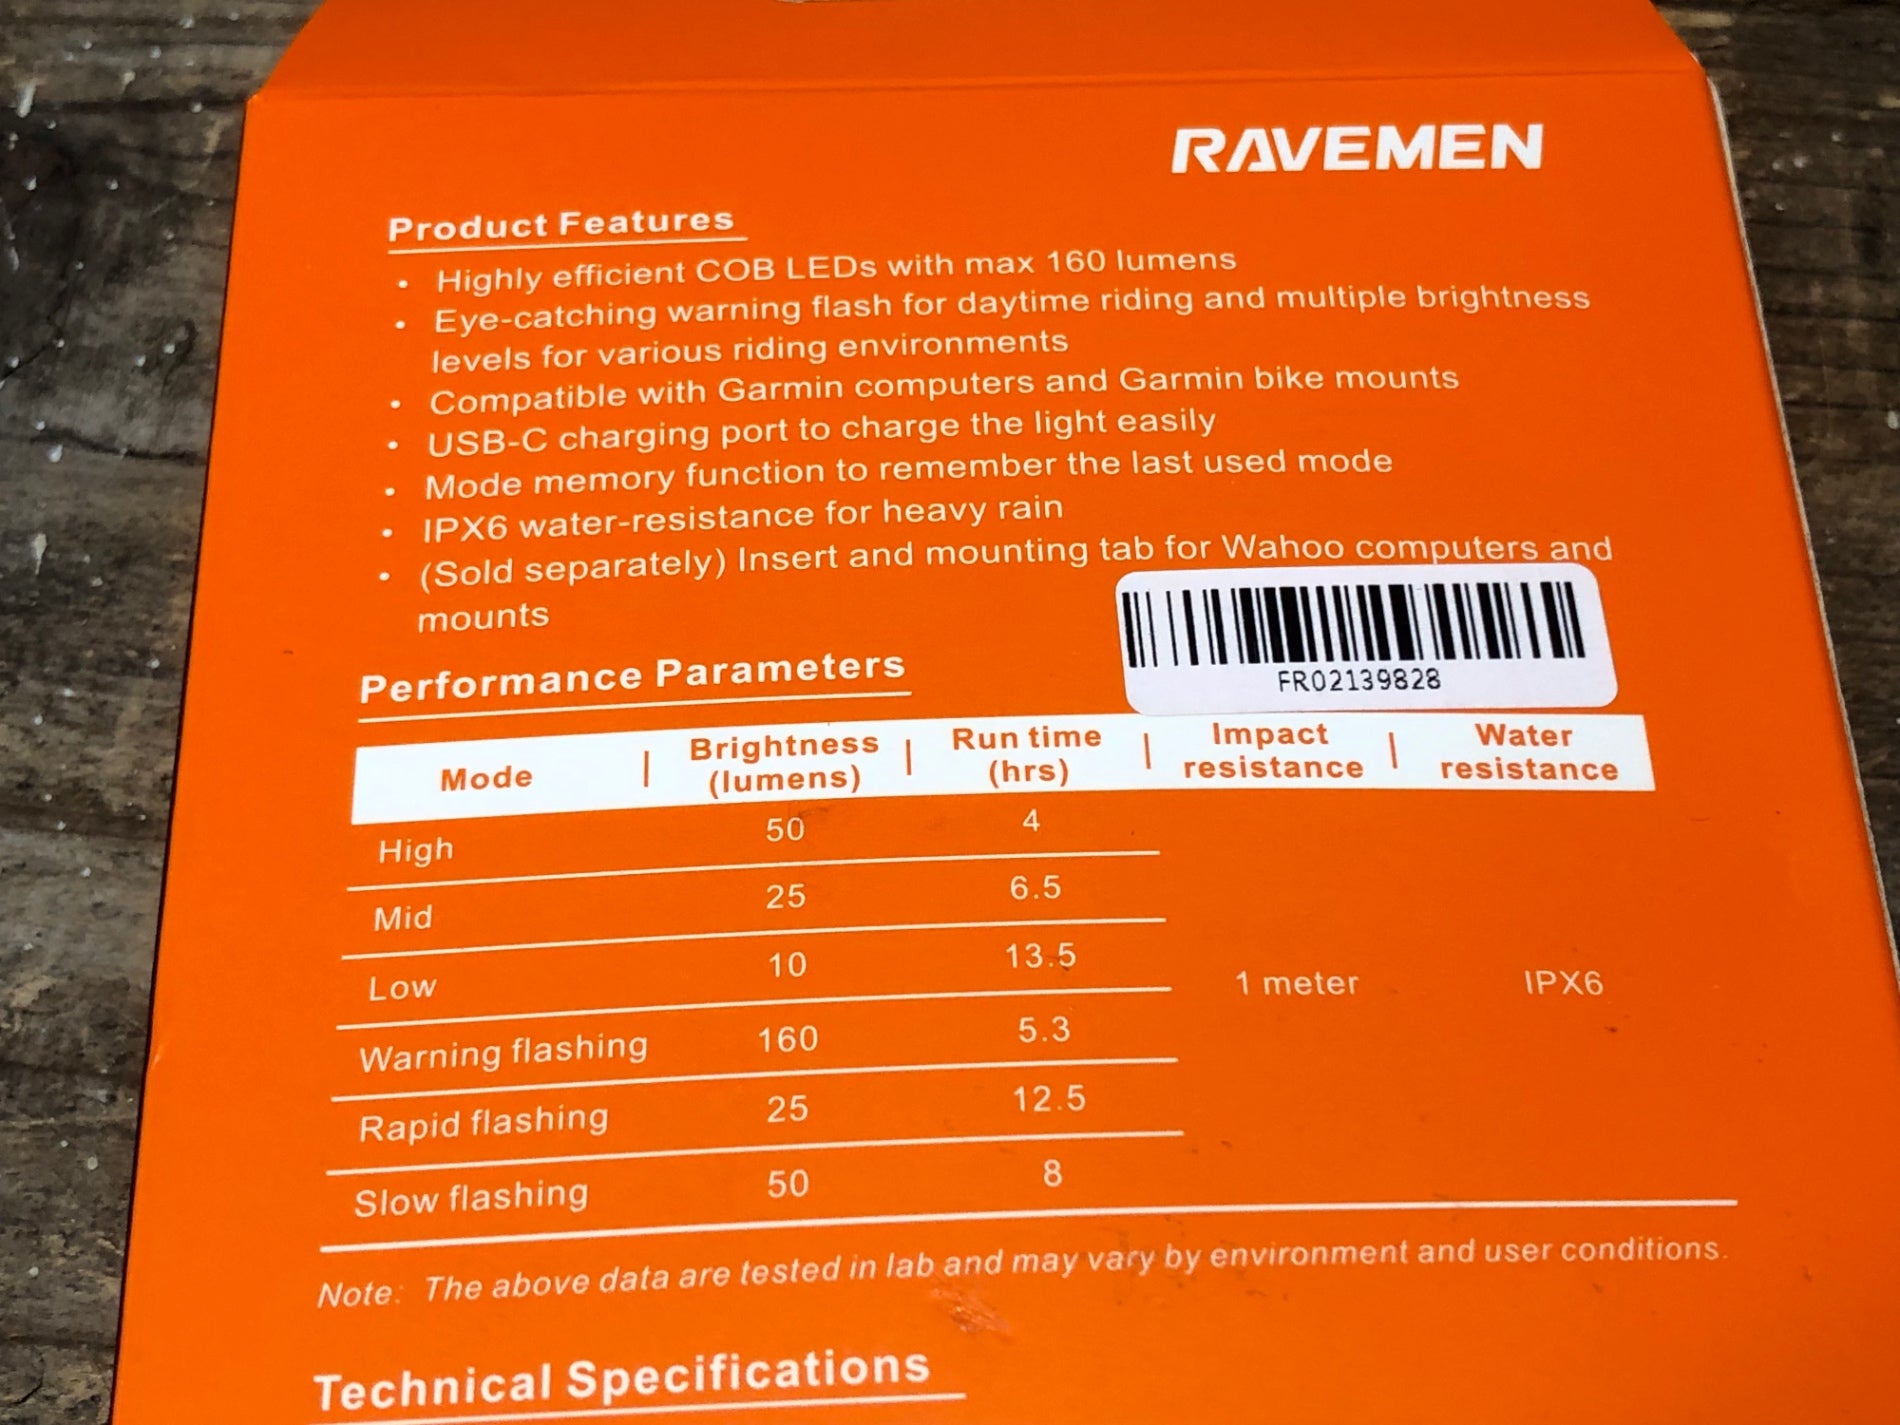 RAVEMEN
Product Features
• Highly efficient COB LEDs with max 160 lumens
• Eye-catching warning flash for daytime riding and multiple brightness
levels for various riding environments
• Compatible with Garmin computers and Garmin bike mounts
• USB-C charging port to charge the light easily
• Mode memory function to remember the last used mode
• IPX6 water-resistance for heavy rain
• (Sold separately) Insert and mounting tab for Wahoo computers and
mounts
FR02139828
Performance Parameters
Mode | Brightness (lumens) | Run time (hrs) | Impact resistance | Water resistance
High 50 4
Mid 25 6.5
Low 10 13.5
1 meter IPX6
Warning flashing 160 5.3
Rapid flashing 25 12.5
Slow flashing 50 8
Note: The above data are tested in lab and may vary by environment and user conditions.
Technical Specifications